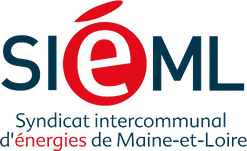 SIéML
Syndicat intercommunal
d'énergies de Maine-et-Loire